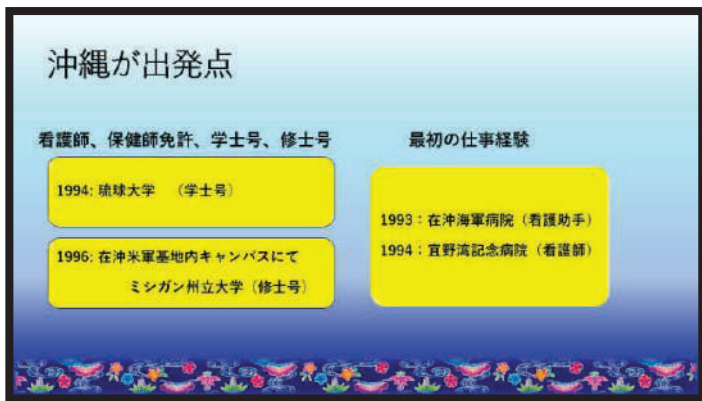 沖縄が出発点
看護師、保健師免許、学士号、修士号
1994: 琉球大学　（学士号）
1996: 在沖米軍基地内キャンパスにて
ミシガン州立大学（修士号）
最初の仕事経験
1993：在沖海軍病院（看護助手）
1994：宜野湾記念病院（看護師）